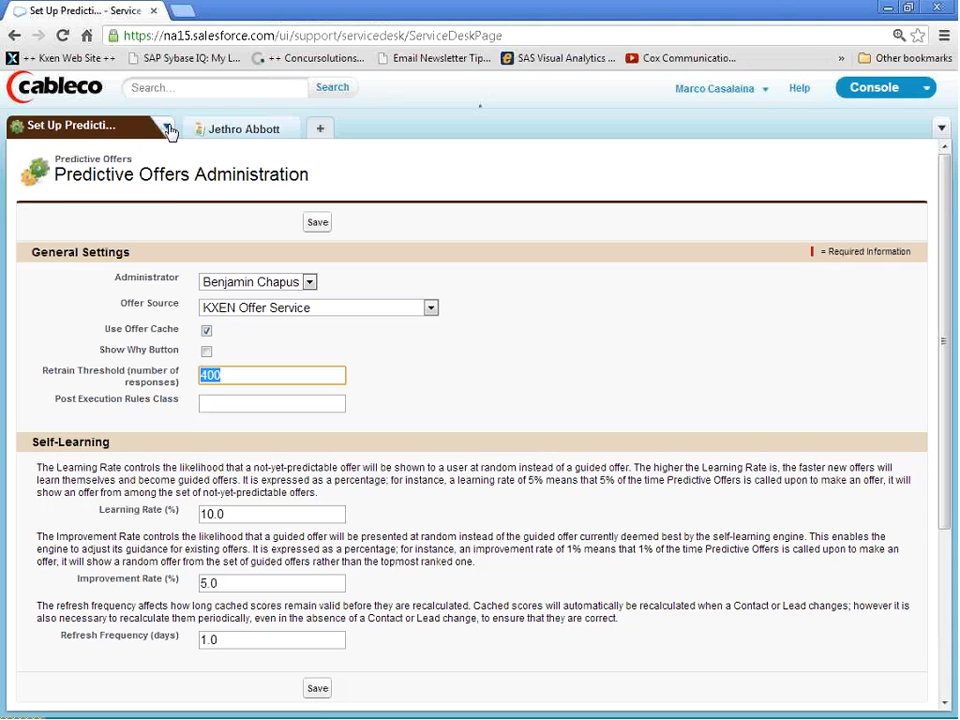 Set Up Predicti... - Service
https://na15.salesforce.com/ui/support/servicedesk/ServiceDeskPage
++ Kxen Web Site ++ SAP Sybase IQ: My L... ++Concursolutions... Email Newsletter Tip... SAS Visual Analytics ... Cox Communicatio... » Other bookmarks
cableco Search... Search Marco Casalaina Help Console
Set Up Predicti... Jethro Abbott +
Predictive Offers
Predictive Offers Administration
Save
General Settings = Required Information
Administrator Benjamin Chapus
Offer Source KXEN Offer Service
Use Offer Cache
Show Why Button
Retrain Threshold (number of
responses) 400
Post Execution Rules Class
Self-Learning
The Learning Rate controls the likelihood that a not-yet-predictable offer will be shown to a user at random instead of a guided offer. The higher the Learning Rate is, the faster new offers will
learn themselves and become guided offers. It is expressed as a percentage; for instance, a learning rate of 5% means that 5% of the time Predictive Offers is called upon to make an offer, it will
show an offer from among the set of not-yet-predictable offers.
Learning Rate (%) 10.0
The Improvement Rate controls the likelihood that a guided offer will be presented at random instead of the guided offer currently deemed best by the self-learning engine. This enables the
engine to adjust its guidance for existing offers. It is expressed as a percentage; for instance, an improvement rate of 1% means that 1% of the time Predictive Offers is called upon to make an
offer, it will show a random offer from the set of guided offers rather than the topmost ranked one.
Improvement Rate (%) 5.0
The refresh frequency affects how long cached scores remain valid before they are recalculated. Cached scores will automatically be recalculated when a Contact or Lead changes; however it is
also necessary to recalculate them periodically, even in the absence of a Contact or Lead change, to ensure that they are correct.
Refresh Frequency (days) 1.0
Save